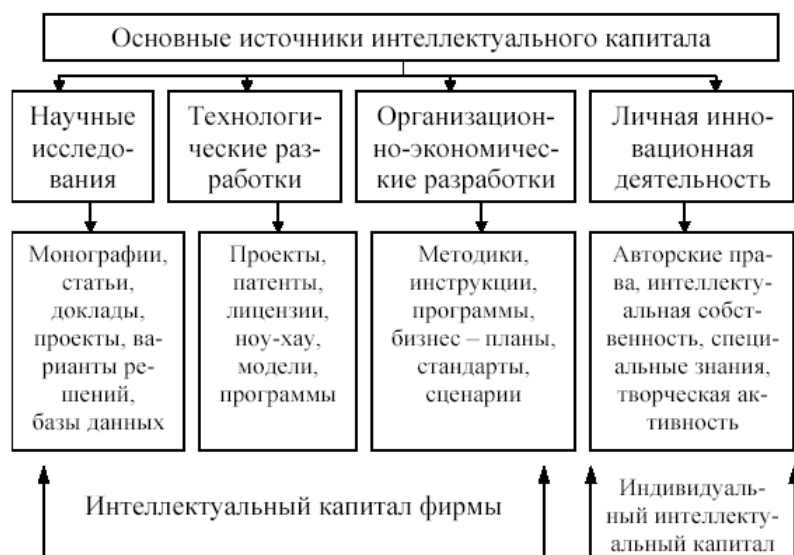 Основные источники интеллектуального капитала
Научные
исследо-
вания
Технологи-
ческие раз-
работки
Организацион-
но-экономичес-
кие разработки
Личная инно-
вационная
деятельность
Монографии,
статьи,
доклады,
проекты, ва-
рианты ре-
шений,
базы данных
Проекты,
патенты,
лицензии,
ноу-хау,
модели,
программы
Методики,
инструкции,
программы,
бизнес – планы,
стандарты,
сценарии
Авторские пра-
ва, интеллекту-
альная собст-
венность, специ-
альные знания,
творческая ак-
тивность
Интеллектуальный капитал фирмы
Индивидуаль-
ный интеллекту-
альный капитал